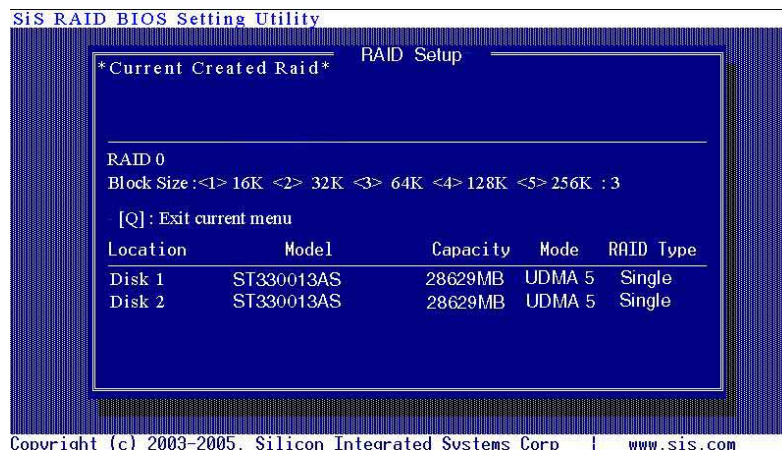 SiS RAID BIOS Setting Utility
RAID Setup
*Current Created Raid*
RAID 0
Block Size :<1> 16K <2> 32K <3> 64K <4> 128K <5> 256K : 3
[Q] : Exit current menu
Location Model Capacity Mode RAID Type
Disk 1 ST330013AS 28629MB UDMA 5 Single
Disk 2 ST330013AS 28629MB UDMA 5 Single
Copyright (c) 2003-2005. Silicon Integrated Systems Corp | www.sis.com